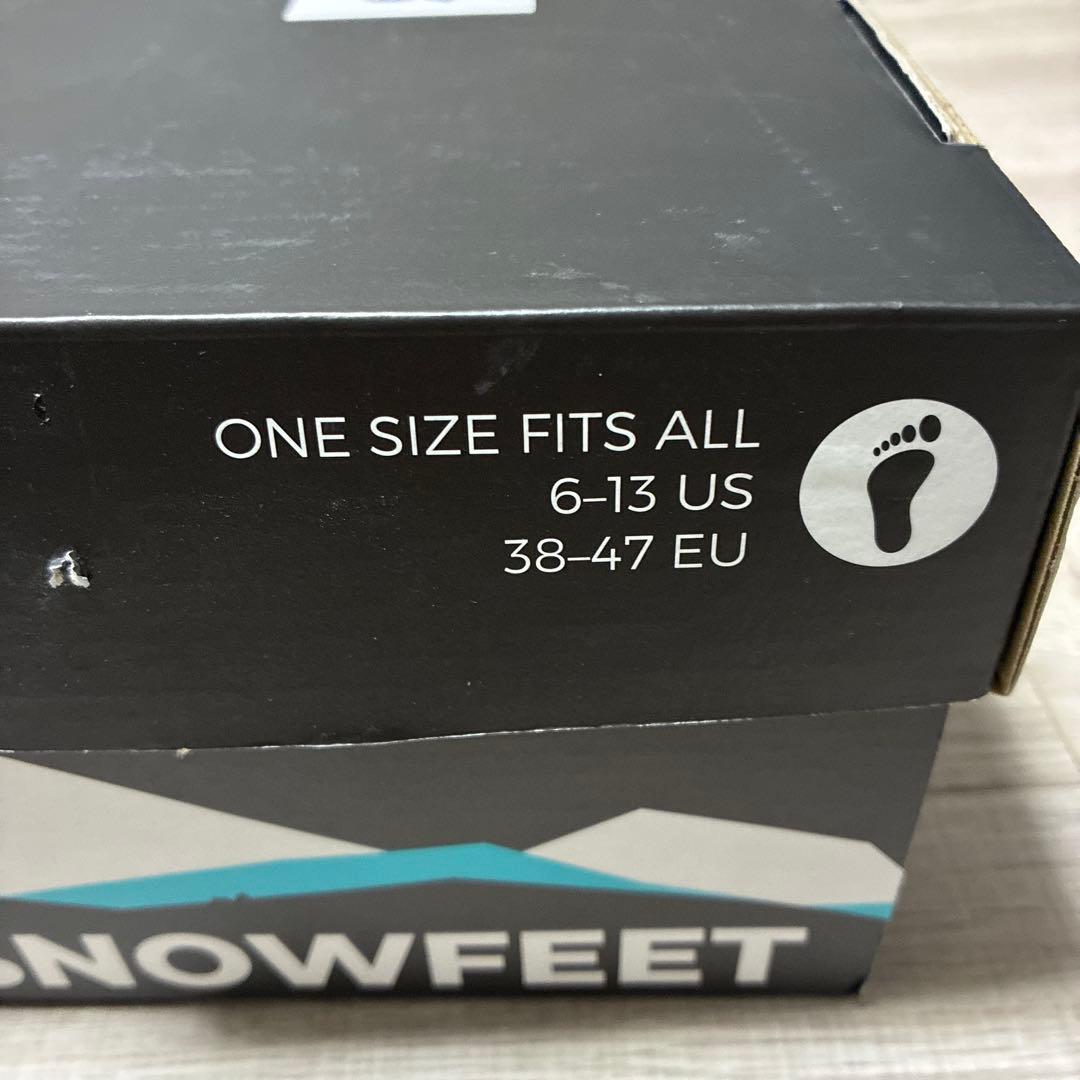 ONE SIZE FITS ALL
6–13 US
38–47 EU
SNOWFEET